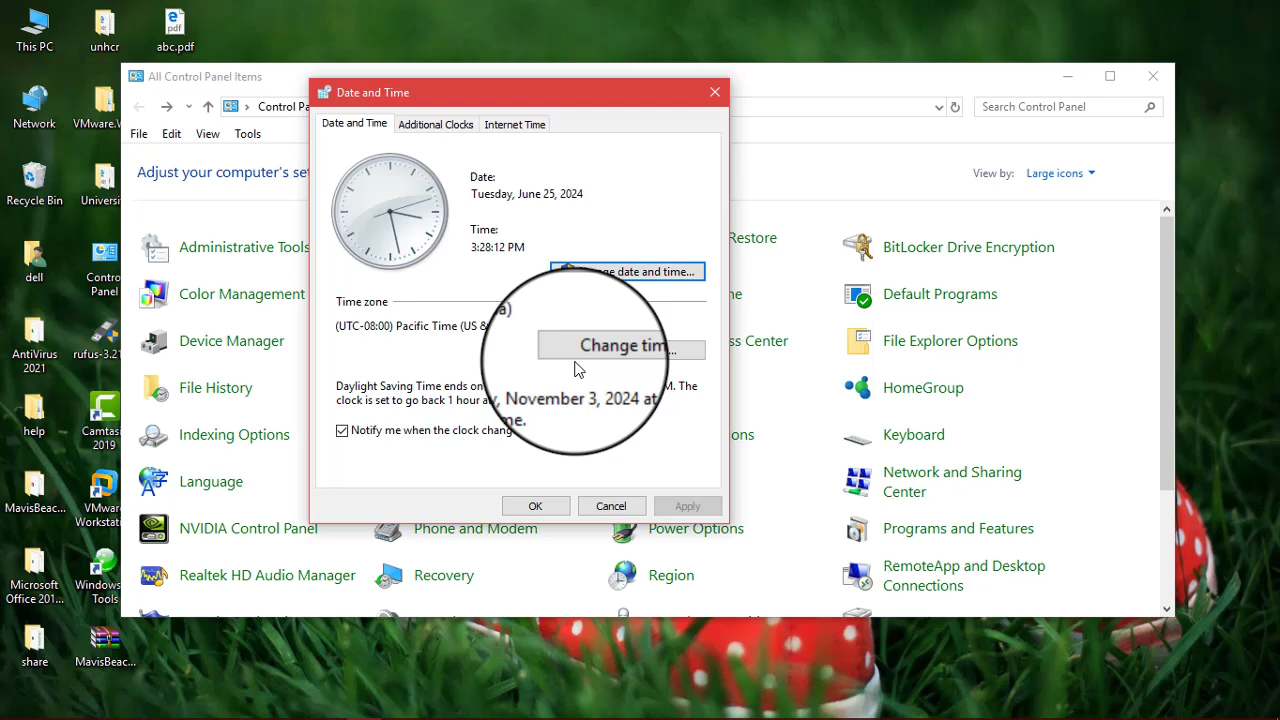 This PC
unhcr
abc.pdf
Network
VMware.V
Recycle Bin
Universi
dell
Control
Panel
AntiVirus
2021
rufus-3.21
help
Camtas
2019
MavisBeac...
VMw
Workstati
Microsoft
Office 201...
Windows
Tools
share
MavisBeac...
All Control Panel Items
Control Pa
Search Control Panel
File Edit View Tools
Adjust your computer's se
View by: Large icons
Administrative Tools
Restore
BitLocker Drive Encryption
Color Management
ne
Default Programs
Device Manager
Center
File Explorer Options
File History
HomeGroup
Indexing Options
ons
Keyboard
Language
Network and Sharing
Center
NVIDIA Control Panel
Phone and Modem
Power Options
Programs and Features
Realtek HD Audio Manager
Recovery
Region
RemoteApp and Desktop
Connections
Date and Time
Date and Time Additional Clocks Internet Time
Date:
Tuesday, June 25, 2024
Time:
3:28:12 PM
ge date and time...
Time zone
(UTC-08:00) Pacific Time (US &
a)
Change tim
...
Daylight Saving Time ends on
y, November 3, 2024 at
M. The
clock is set to go back 1 hour a
me.
Notify me when the clock chang
OK Cancel Apply